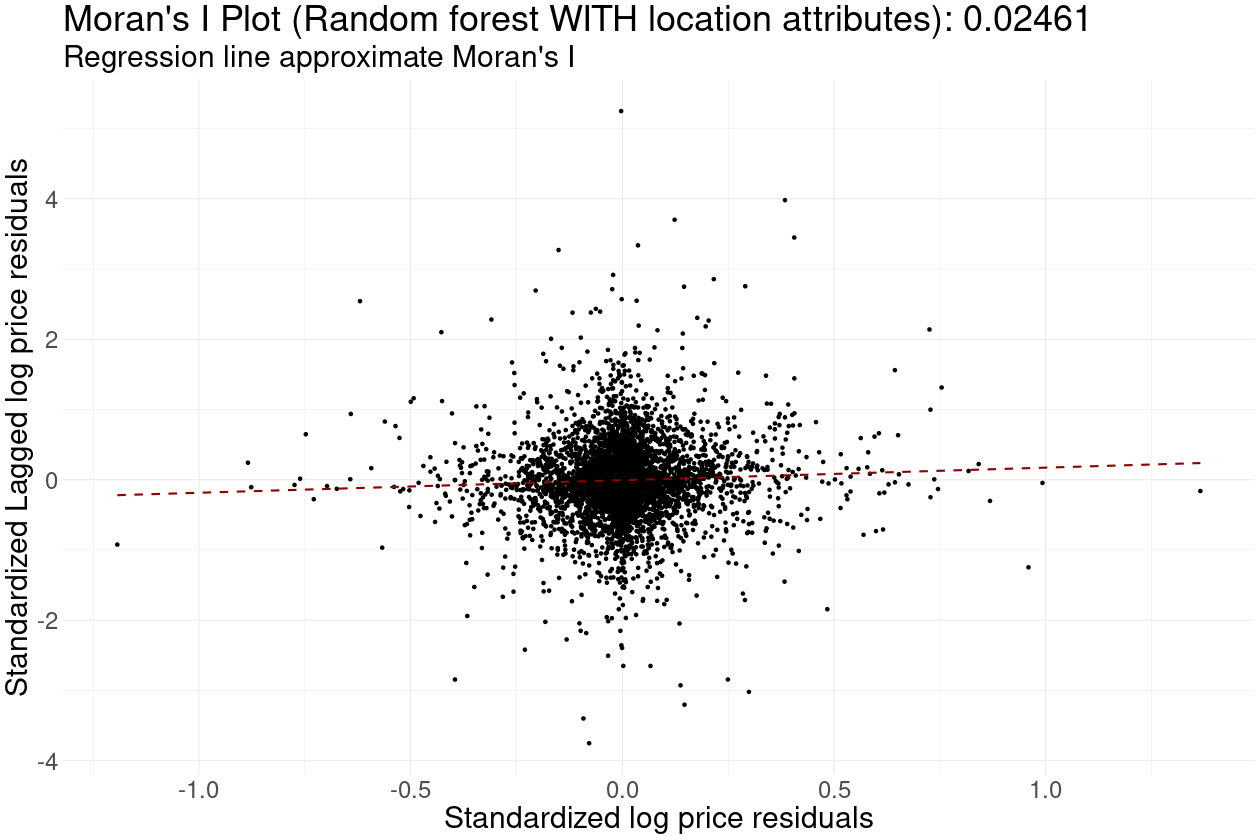 Moran's I Plot (Random forest WITH location attributes): 0.02461
Regression line approximate Moran's I
Standardized Lagged log price residuals
4
2
0
-2
-4
-1.0 -0.5 0.0 0.5 1.0
Standardized log price residuals